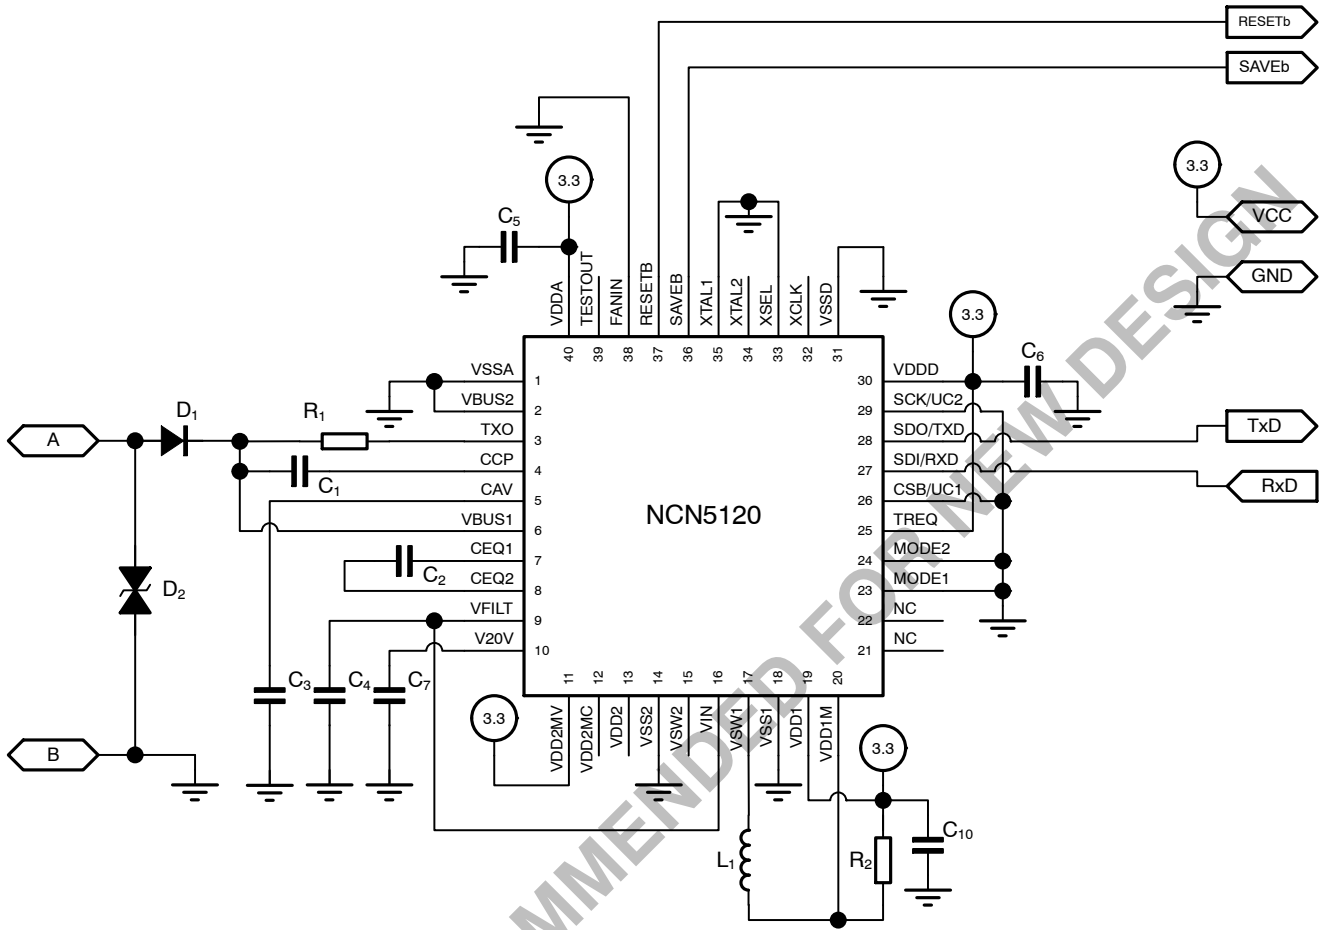 RESETb
SAVEb
3.3
3.3
VCC
GND
C5
VDDA
TESTOUT
FANIN
RESETB
SAVEB
XTAL1
XTAL2
XSEL
XCLK
VSSD
40
39
38
37
36
35
34
33
32
31
3.3
C6
VSSA 1
VBUS2 2
TXO 3
CCP 4
CAV 5
VBUS1 6
CEQ1 7
CEQ2 8
VFILT 9
V20V 10
30 VDDD
29 SCK/UC2
28 SDO/TXD
27 SDI/RXD
26 CSB/UC1
25 TREQ
24 MODE2
23 MODE1
22 NC
21 NC
TxD
RxD
A
D1
R1
C1
NCN5120
C2
D2
C3
C4
C7
B
3.3
11
12
13
14
15
16
17
18
19
20
VDD2MV
VDD2MC
VDD2
VSS2
VSW2
VIN
VSW1
VSS1
VDD1
VDD1M
3.3
L1
R2
C10
MMENDED FOR NEW DESIGN